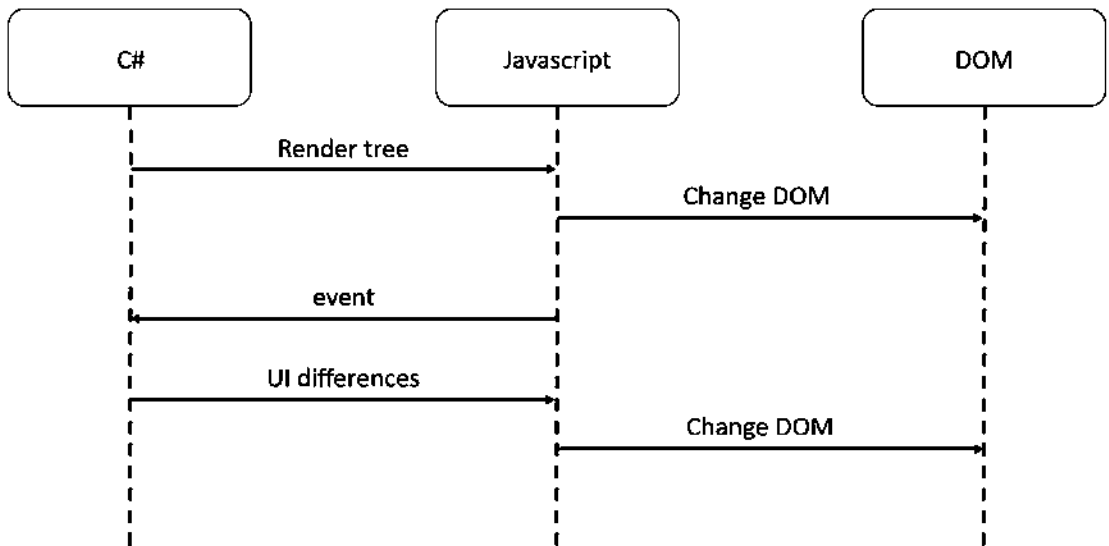 C#
Javascript
DOM
Render tree
Change DOM
event
UI differences
Change DOM